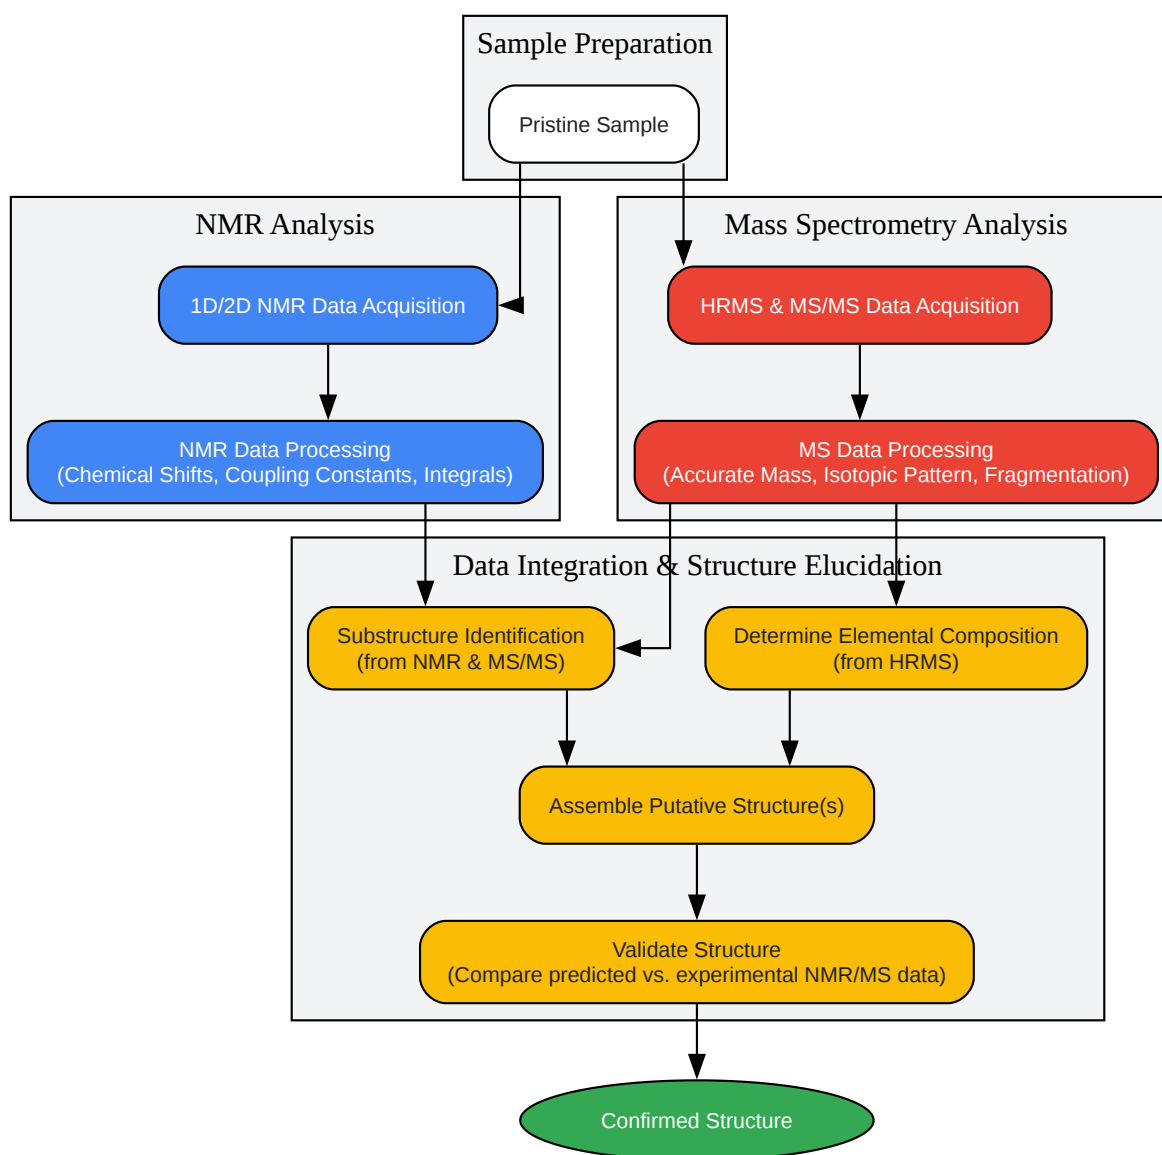 Sample Preparation
Pristine Sample
NMR Analysis
Mass Spectrometry Analysis
1D/2D NMR Data Acquisition
HRMS & MS/MS Data Acquisition
NMR Data Processing
(Chemical Shifts, Coupling Constants, Integrals)
MS Data Processing
(Accurate Mass, Isotopic Pattern, Fragmentation)
Data Integration & Structure Elucidation
Substructure Identification
(from NMR & MS/MS)
Determine Elemental Composition
(from HRMS)
Assemble Putative Structure(s)
Validate Structure
(Compare predicted vs. experimental NMR/MS data)
Confirmed Structure